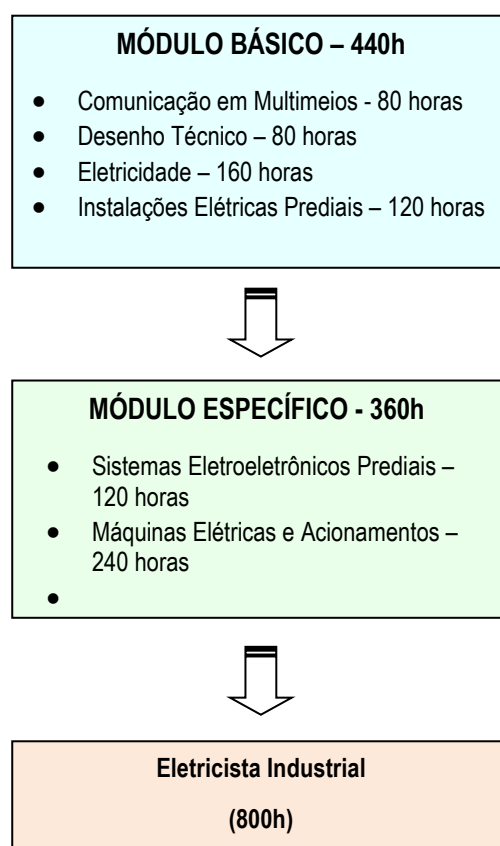 MÓDULO BÁSICO – 440h
● Comunicação em Multimeios - 80 horas
● Desenho Técnico – 80 horas
● Eletricidade – 160 horas
● Instalações Elétricas Prediais – 120 horas
MÓDULO ESPECÍFICO - 360h
● Sistemas Eletroeletrônicos Prediais –
120 horas
● Máquinas Elétricas e Acionamentos –
240 horas
●
Eletricista Industrial
(800h)